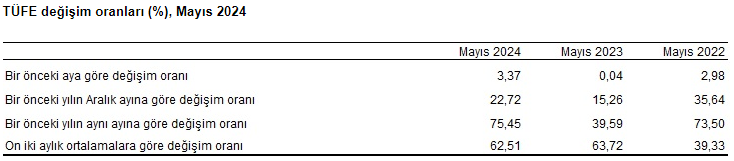 TÜFE değişim oranları (%), Mayıs 2024
Mayıs 2024 Mayıs 2023 Mayıs 2022
Bir önceki aya göre değişim oranı 3,37 0,04 2,98
Bir önceki yılın Aralık ayına göre değişim oranı 22,72 15,26 35,64
Bir önceki yılın aynı ayına göre değişim oranı 75,45 39,59 73,50
On iki aylık ortalamalara göre değişim oranı 62,51 63,72 39,33